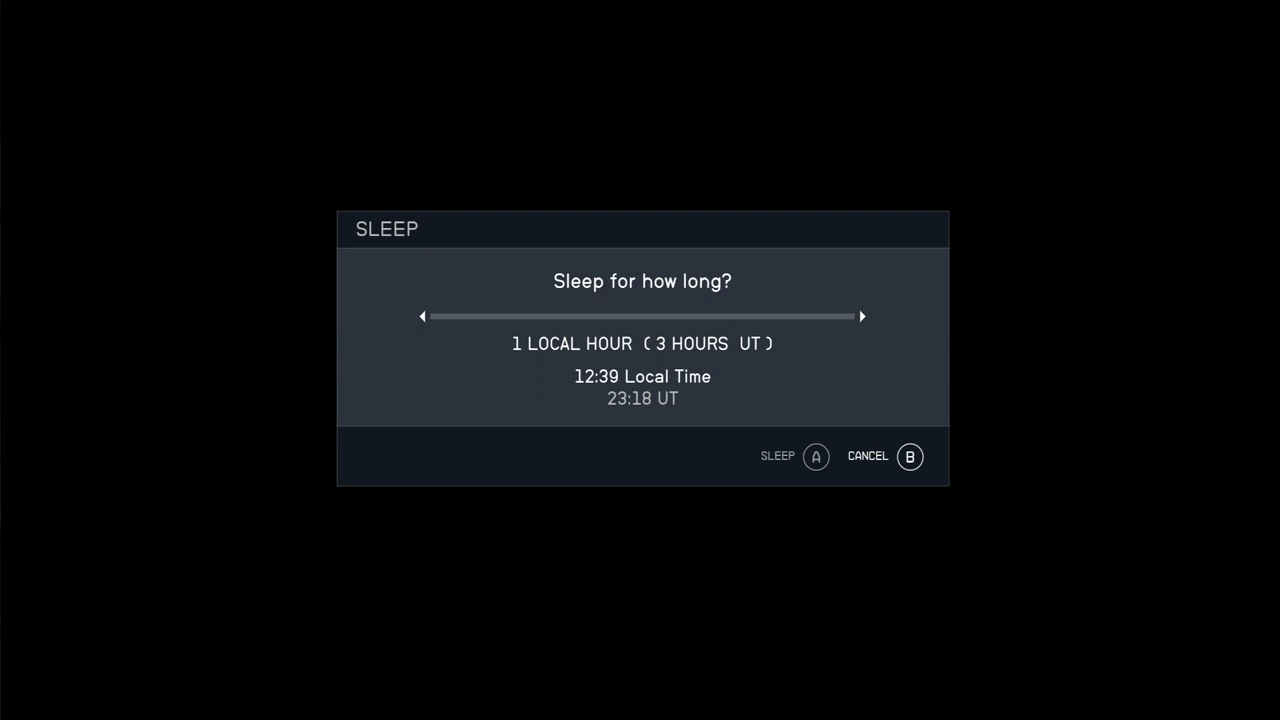 SLEEP
Sleep for how long?
1 LOCAL HOUR ( 3 HOURS UT )
12:39 Local Time
23:18 UT
SLEEP A CANCEL B